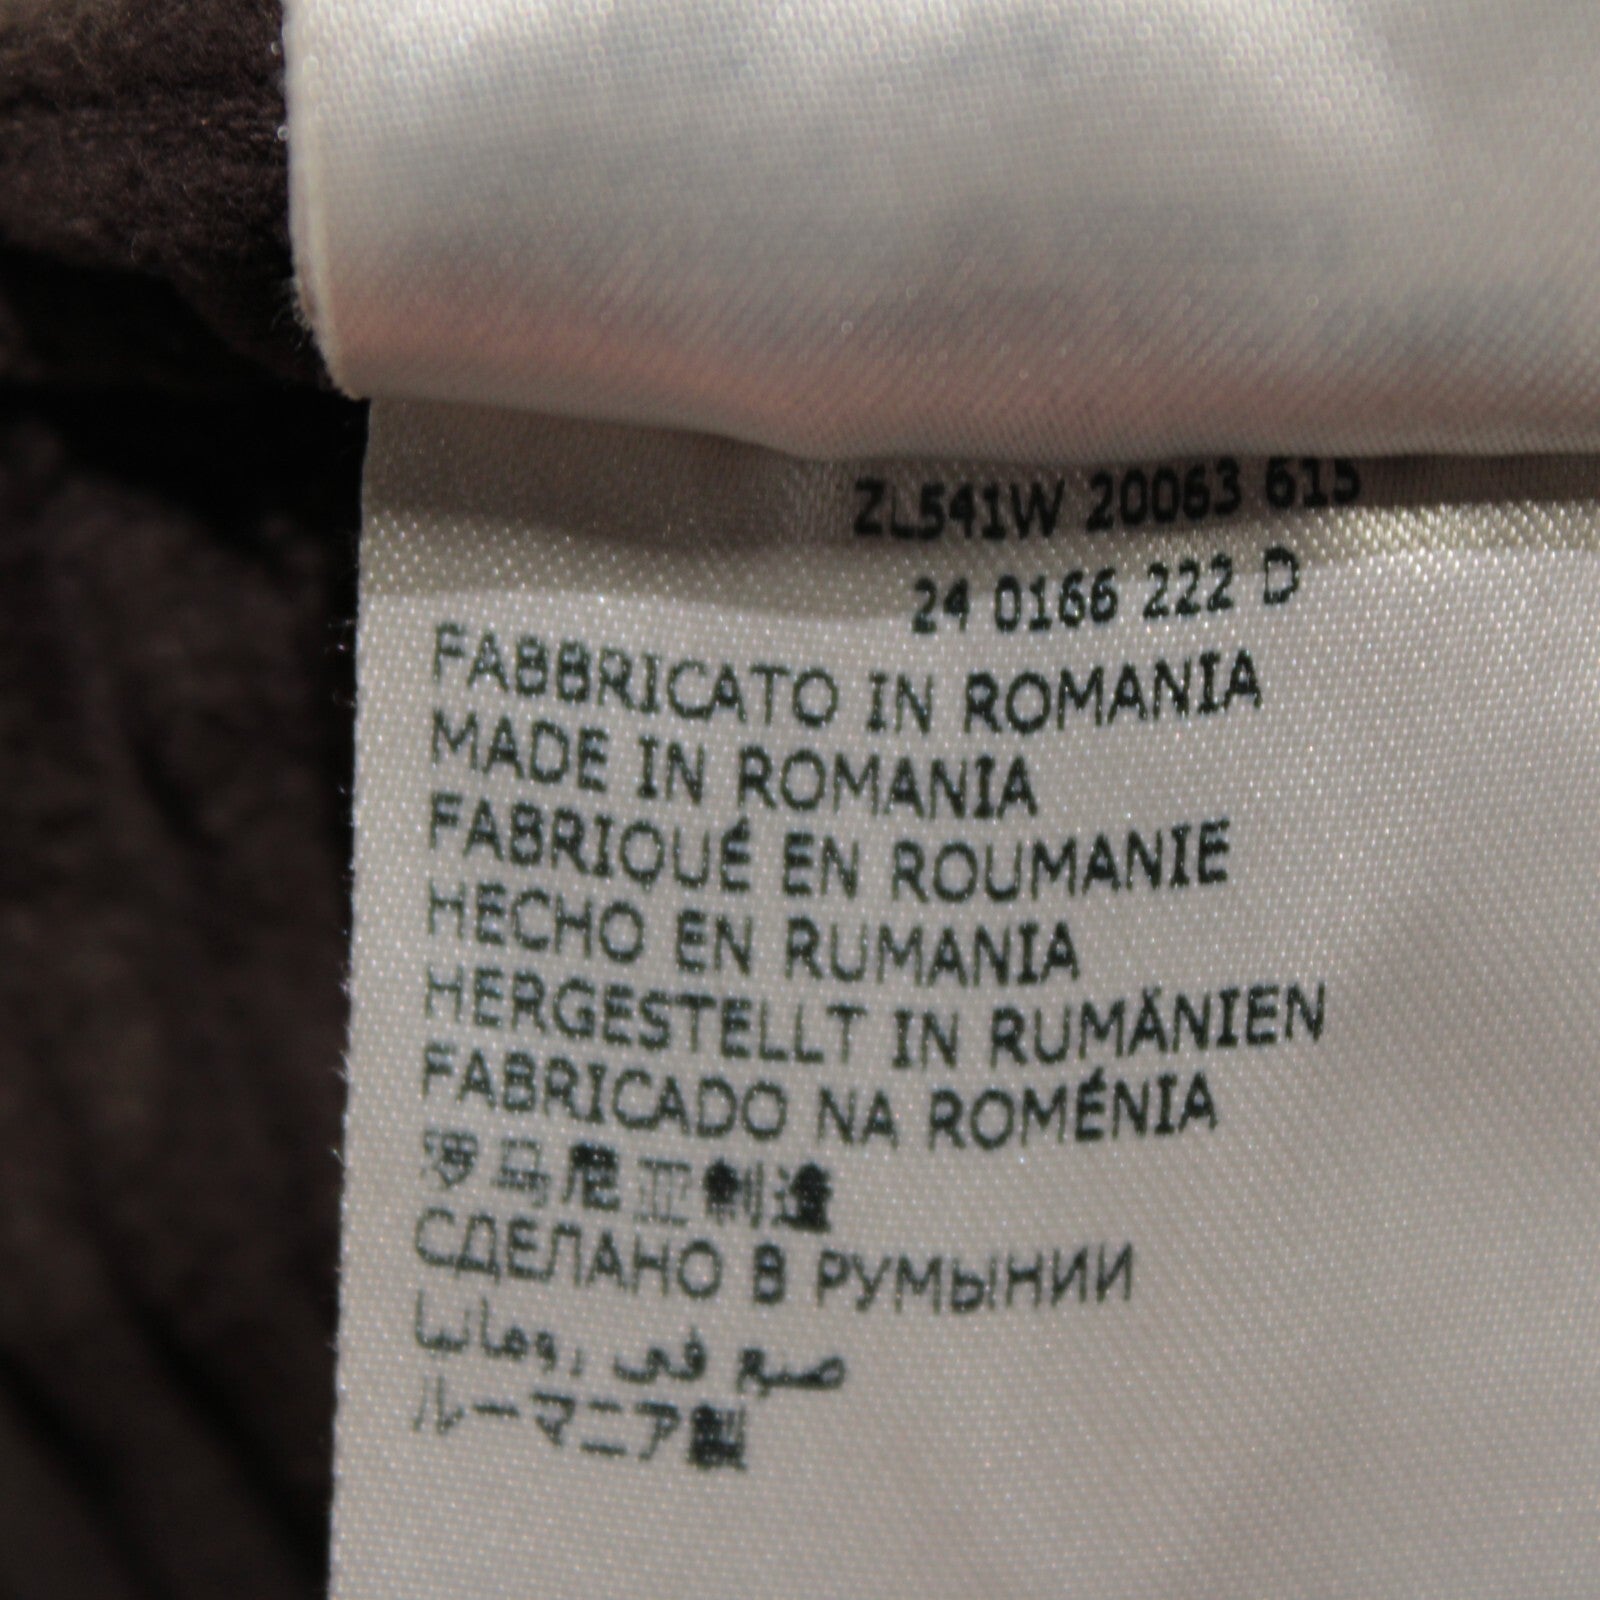 ZL541W 20063 615
24 0166 222 D
FABBRICATO IN ROMANIA
MADE IN ROMANIA
FABRIQUÉ EN ROUMANIE
HECHO EN RUMANIA
HERGESTELLT IN RUMÄNIEN
FABRICADO NA ROMÉNIA
罗马尼亚制造
СДЕЛАНО В РУМЫНИИ
صنع في رومانيا
ルーマニア製